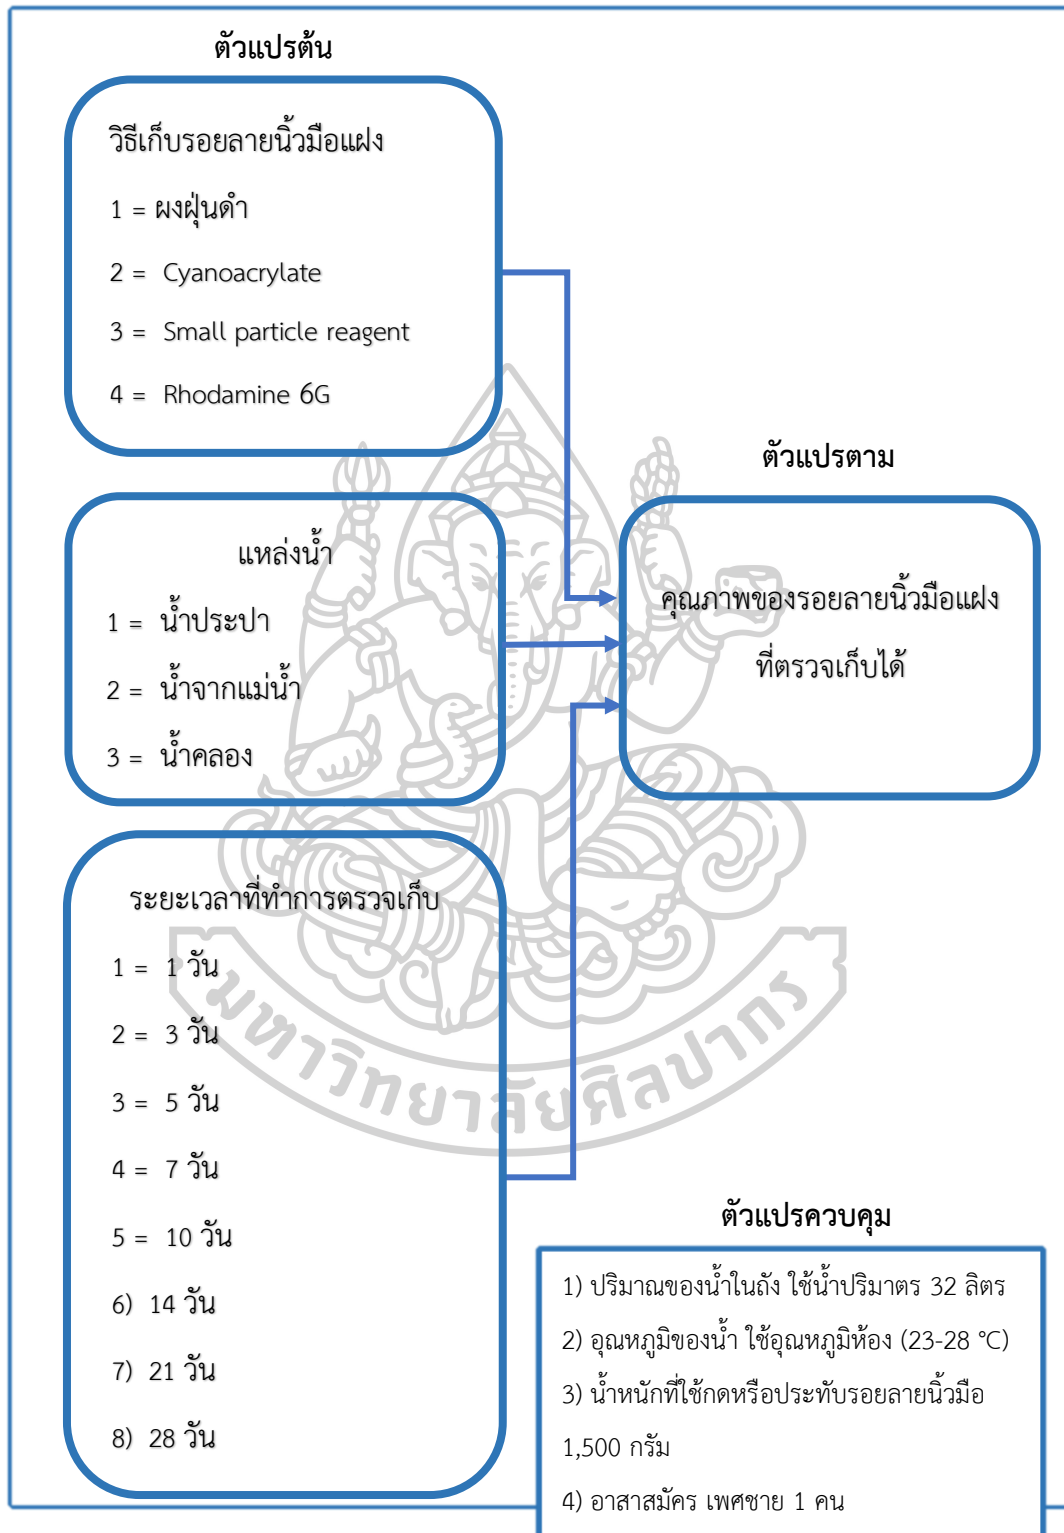 ตัวแปรต้น
วิธีเก็บรอยลายนิ้วมือแฝง
1 = ผงฝุ่นดำ
2 = Cyanoacrylate
3 = Small particle reagent
4 = Rhodamine 6G
แหล่งน้ำ
1 = น้ำประปา
2 = น้ำจากแม่น้ำ
3 = น้ำคลอง
ระยะเวลาที่ทำการตรวจเก็บ
1 = 1 วัน
2 = 3 วัน
3 = 5 วัน
4 = 7 วัน
5 = 10 วัน
6) 14 วัน
7) 21 วัน
8) 28 วัน
ตัวแปรตาม
คุณภาพของรอยลายนิ้วมือแฝง
ที่ตรวจเก็บได้
ตัวแปรควบคุม
1) ปริมาณของน้ำในถัง ใช้น้ำปริมาตร 32 ลิตร
2) อุณหภูมิของน้ำ ใช้อุณหภูมิห้อง (23-28 °C)
3) น้ำหนักที่ใช้กดหรือประทับรอยลายนิ้วมือ
1,500 กรัม
4) อาสาสมัคร เพศชาย 1 คน
มหาวิทยาลัยศิลปากร